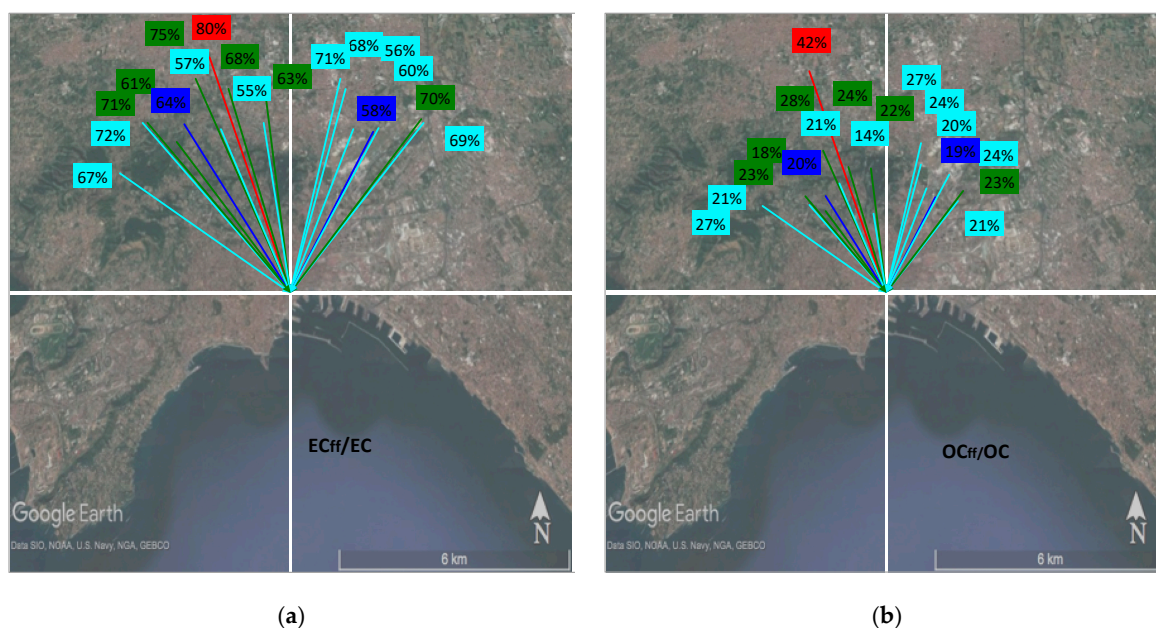 75% 80%
57% 68% 71% 68% 56%
61% 64% 55% 63% 60%
71% 58% 70%
72% 69%
67%
ECff/EC
Google Earth
Data SIO, NOAA, U.S. Navy, NGA, GEBCO
6 km
N
(a)
42%
28% 24% 22% 27%
21% 14% 24%
18% 20% 20%
23% 19% 24%
21% 23%
27% 21%
OCff/OC
Google Earth
Data SIO, NOAA, U.S. Navy, NGA, GEBCO
6 km
N
(b)